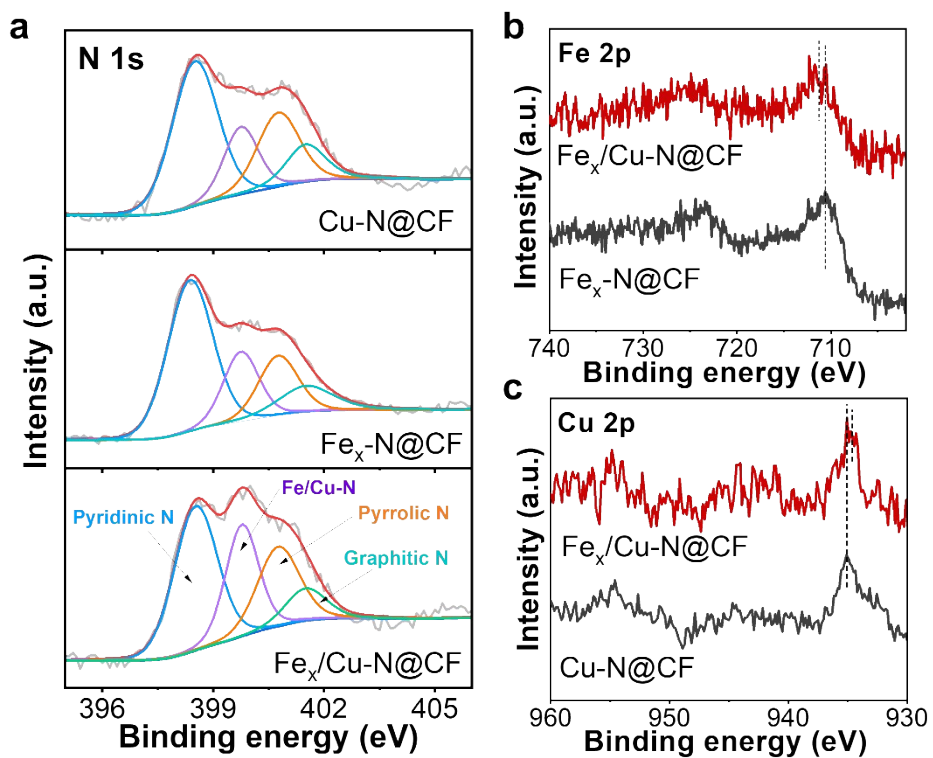 a
N 1s
Cu-N@CF
Feₓ-N@CF
Fe/Cu-N
Pyridinic N
Pyrrolic N
Graphitic N
Feₓ/Cu-N@CF
Intensity (a.u.)
396 399 402 405
Binding energy (eV)
b
Fe 2p
Feₓ/Cu-N@CF
Feₓ-N@CF
Intensity (a.u.)
740 730 720 710
Binding energy (eV)
c
Cu 2p
Feₓ/Cu-N@CF
Cu-N@CF
Intensity (a.u.)
960 950 940 930
Binding energy (eV)